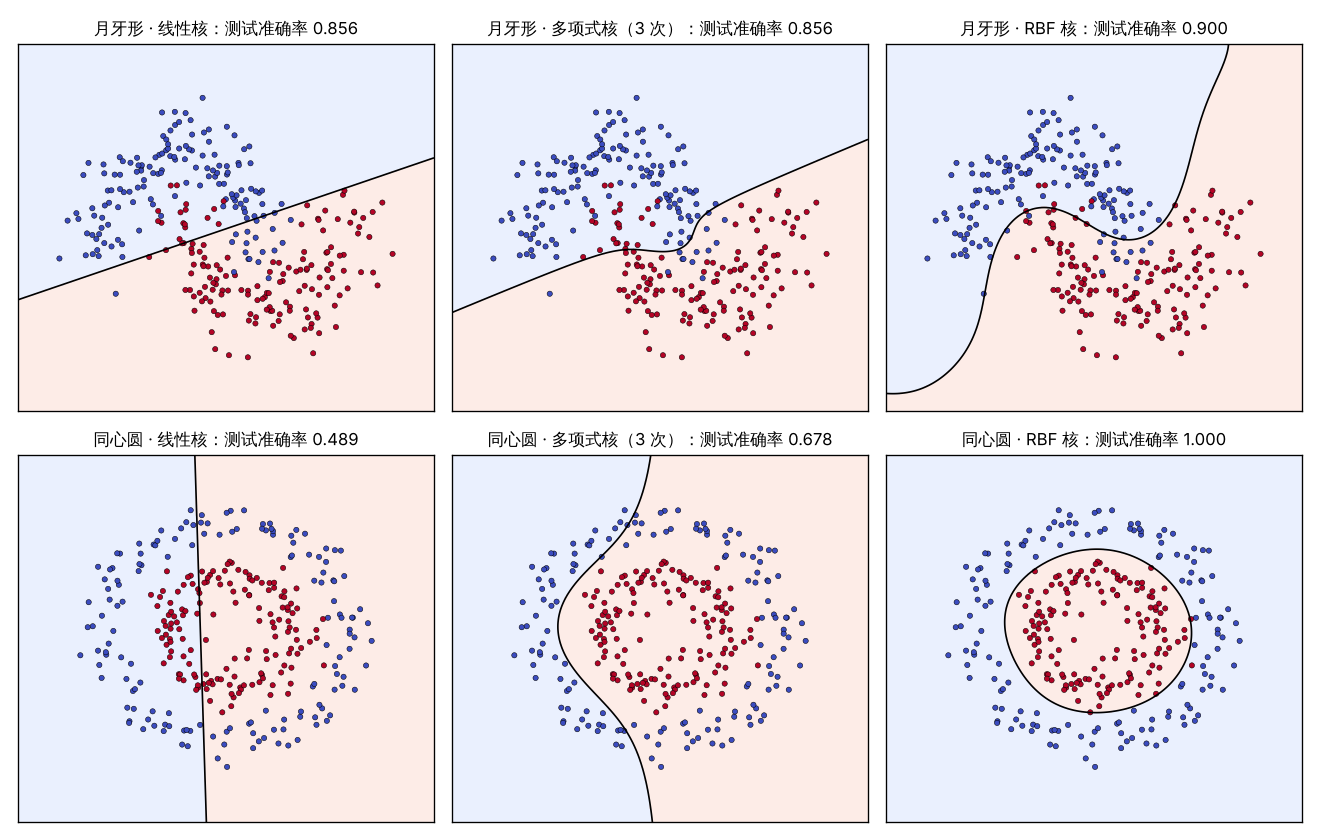 月牙形 · 线性核：测试准确率 0.856
月牙形 · 多项式核（3 次）：测试准确率 0.856
月牙形 · RBF 核：测试准确率 0.900
同心圆 · 线性核：测试准确率 0.489
同心圆 · 多项式核（3 次）：测试准确率 0.678
同心圆 · RBF 核：测试准确率 1.000